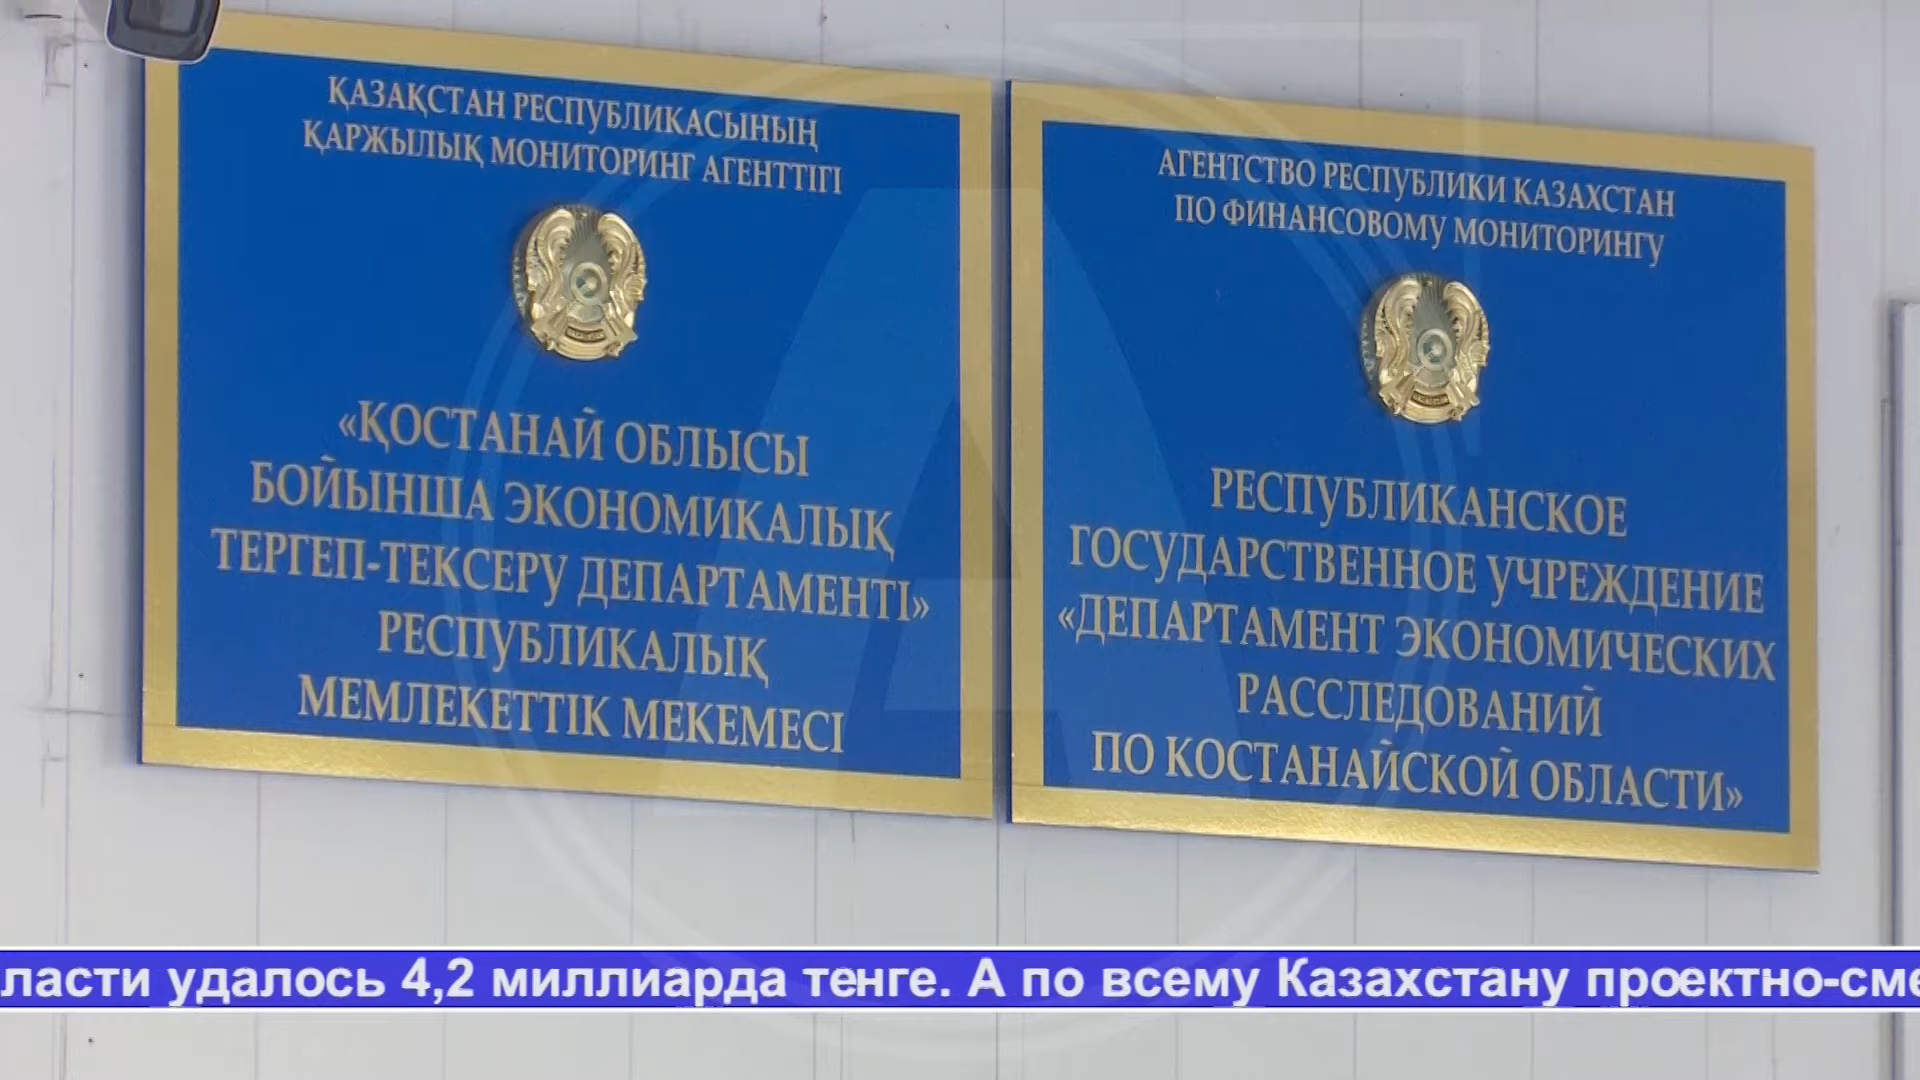 ҚАЗАҚСТАН РЕСПУБЛИКАСЫНЫҢ
ҚАРЖЫЛЫҚ МОНИТОРИНГ АГЕНТТІГІ
«ҚОСТАНАЙ ОБЛЫСЫ
БОЙЫНША ЭКОНОМИКАЛЫҚ
ТЕРГЕП-ТЕКСЕРУ ДЕПАРТАМЕНТІ»
РЕСПУБЛИКАЛЫҚ
МЕМЛЕКЕТТІК МЕКЕМЕСІ
АГЕНТСТВО РЕСПУБЛИКИ КАЗАХСТАН
ПО ФИНАНСОВОМУ МОНИТОРИНГУ
РЕСПУБЛИКАНСКОЕ
ГОСУДАРСТВЕННОЕ УЧРЕЖДЕНИЕ
«ДЕПАРТАМЕНТ ЭКОНОМИЧЕСКИХ
РАССЛЕДОВАНИЙ
ПО КОСТАНАЙСКОЙ ОБЛАСТИ»
ласти удалось 4,2 миллиарда тенге. А по всему Казахстану проектно-сме